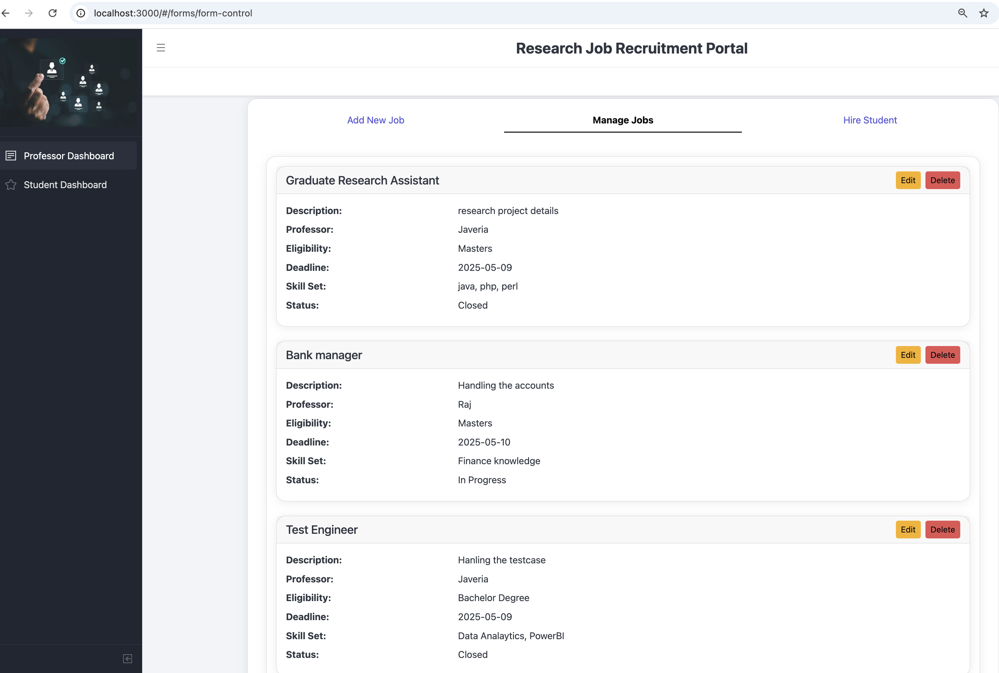 localhost:3000/#/forms/form-control
Research Job Recruitment Portal
Professor Dashboard
Student Dashboard
Add New Job Manage Jobs Hire Student
Graduate Research Assistant Edit Delete
Description: research project details
Professor: Javeria
Eligibility: Masters
Deadline: 2025-05-09
Skill Set: java, php, perl
Status: Closed
Bank manager Edit Delete
Description: Handling the accounts
Professor: Raj
Eligibility: Masters
Deadline: 2025-05-10
Skill Set: Finance knowledge
Status: In Progress
Test Engineer Edit Delete
Description: Hanling the testcase
Professor: Javeria
Eligibility: Bachelor Degree
Deadline: 2025-05-09
Skill Set: Data Analaytics, PowerBI
Status: Closed